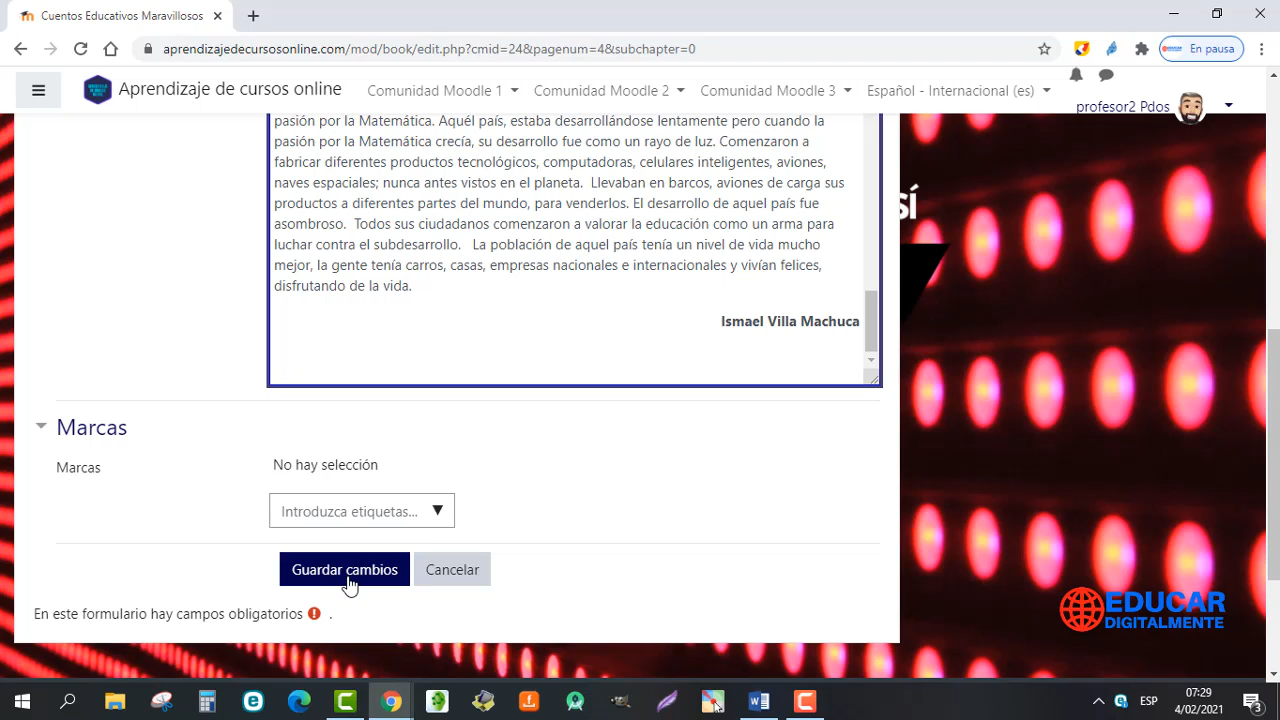 Cuentos Educativos Maravillosos
aprendizajedecursosonline.com/mod/book/edit.php?cmid=24&pagenum=4&subchapter=0
En pausa
Aprendizaje de cursos online
Comunidad Moodle 1
Comunidad Moodle 2
Comunidad Moodle 3
Español - Internacional (es)
profesor2 Pdos
pasión por la Matemática. Aquél país, estaba desarrollándose lentamente pero cuando la
pasión por la Matemática crecía, su desarrollo fue como un rayo de luz. Comenzaron a
fabricar diferentes productos tecnológicos, computadoras, celulares inteligentes, aviones,
naves espaciales; nunca antes vistos en el planeta.  Llevaban en barcos, aviones de carga sus
productos a diferentes partes del mundo, para venderlos. El desarrollo de aquel país fue
asombroso.  Todos sus ciudadanos comenzaron a valorar la educación como un arma para
luchar contra el subdesarrollo.   La población de aquel país tenía un nivel de vida mucho
mejor, la gente tenía carros, casas, empresas nacionales e internacionales y vivían felices,
disfrutando de la vida.
Ismael Villa Machuca
sí
Marcas
Marcas
No hay selección
Introduzca etiquetas...
Guardar cambios
Cancelar
En este formulario hay campos obligatorios .
EDUCAR
DIGITALMENTE
ESP
07:29
4/02/2021
3